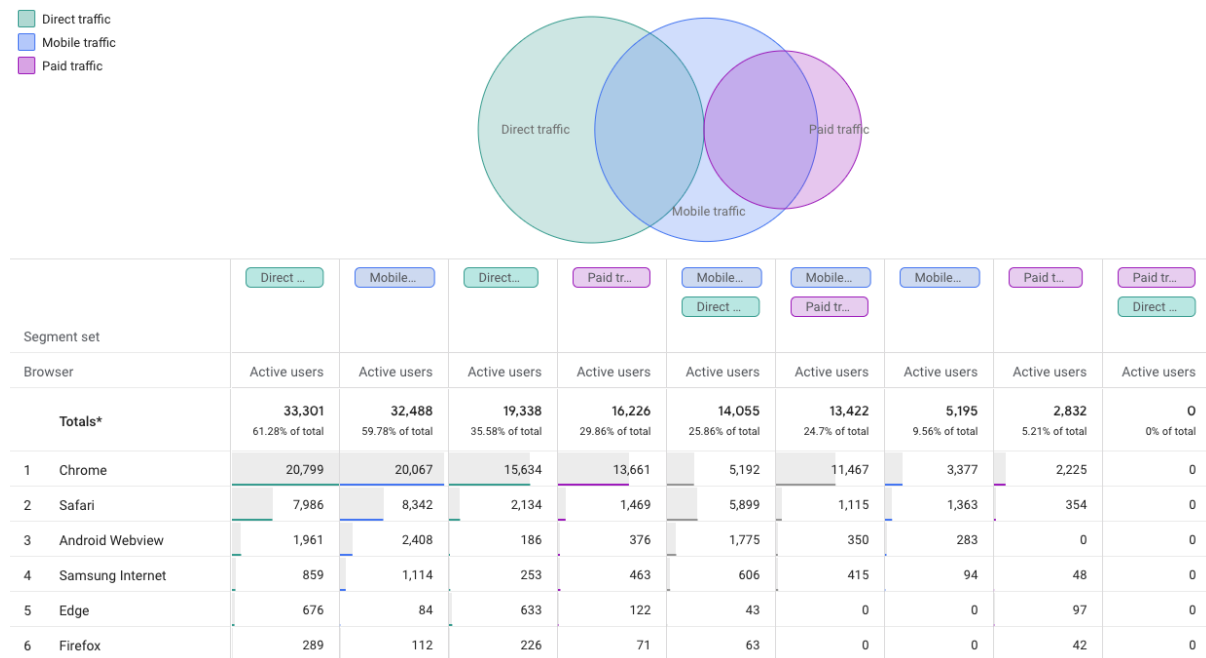 Direct traffic
Mobile traffic
Paid traffic
Direct traffic
Paid traffic
Mobile traffic
Direct ... Mobile... Direct... Paid tr... Mobile... Mobile... Mobile... Paid t... Paid tr...
Direct ... Paid tr... Direct ...
Segment set
Browser Active users Active users Active users Active users Active users Active users Active users Active users Active users
Totals* 33,301 32,488 19,338 16,226 14,055 13,422 5,195 2,832 0
61.28% of total 59.78% of total 35.58% of total 29.86% of total 25.86% of total 24.7% of total 9.56% of total 5.21% of total 0% of total
1 Chrome 20,799 20,067 15,634 13,661 5,192 11,467 3,377 2,225 0
2 Safari 7,986 8,342 2,134 1,469 5,899 1,115 1,363 354 0
3 Android Webview 1,961 2,408 186 376 1,775 350 283 0 0
4 Samsung Internet 859 1,114 253 463 606 415 94 48 0
5 Edge 676 84 633 122 43 0 0 97 0
6 Firefox 289 112 226 71 63 0 0 42 0